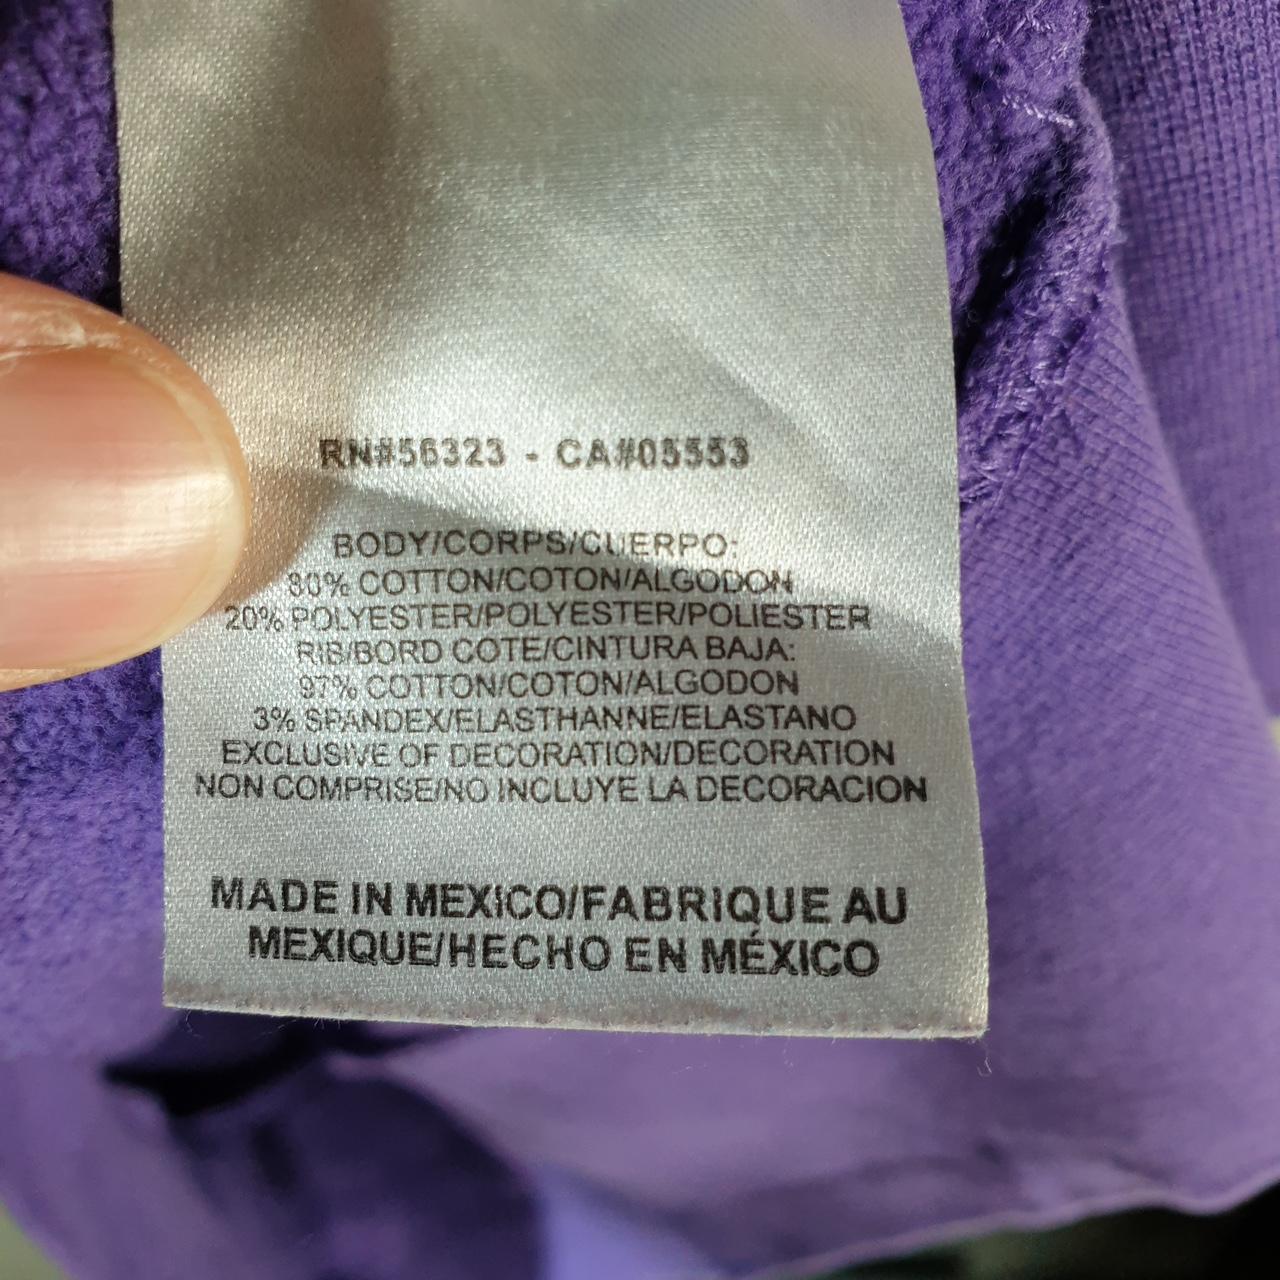 RN#56323 - CA#05553
BODY/CORPS/CUERPO:
80% COTTON/COTON/ALGODON
20% POLYESTER/POLYESTER/POLIESTER
RIB/BORD COTE/CINTURA BAJA:
97% COTTON/COTON/ALGODON
3% SPANDEX/ELASTHANNE/ELASTANO
EXCLUSIVE OF DECORATION/DECORATION
NON COMPRISE/NO INCLUYE LA DECORACION
MADE IN MEXICO/FABRIQUE AU
MEXIQUE/HECHO EN MÉXICO